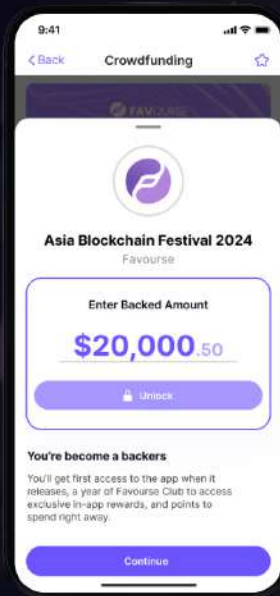 9:41
Back
Crowdfunding
FAVOURSE
Asia Blockchain Festival 2024
Favourse
Enter Backed Amount
$20,000.50
Unlock
You're become a backers
You'll get first access to the app when it
releases, a year of Favourse Club to access
exclusive in-app rewards, and points to
spend right away.
Continue